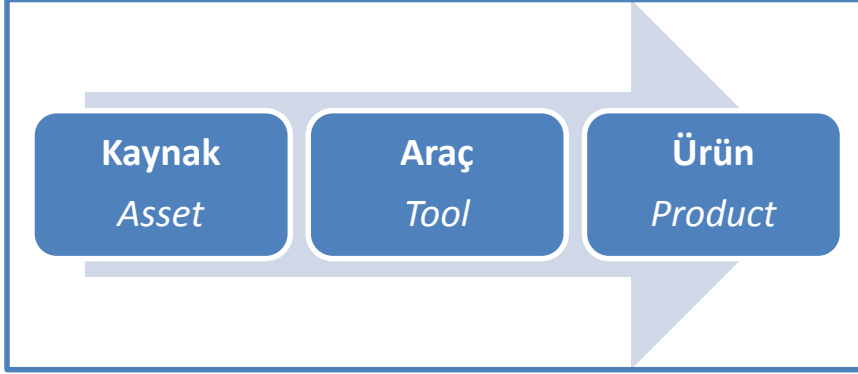 Kaynak
Asset
Araç
Tool
Ürün
Product